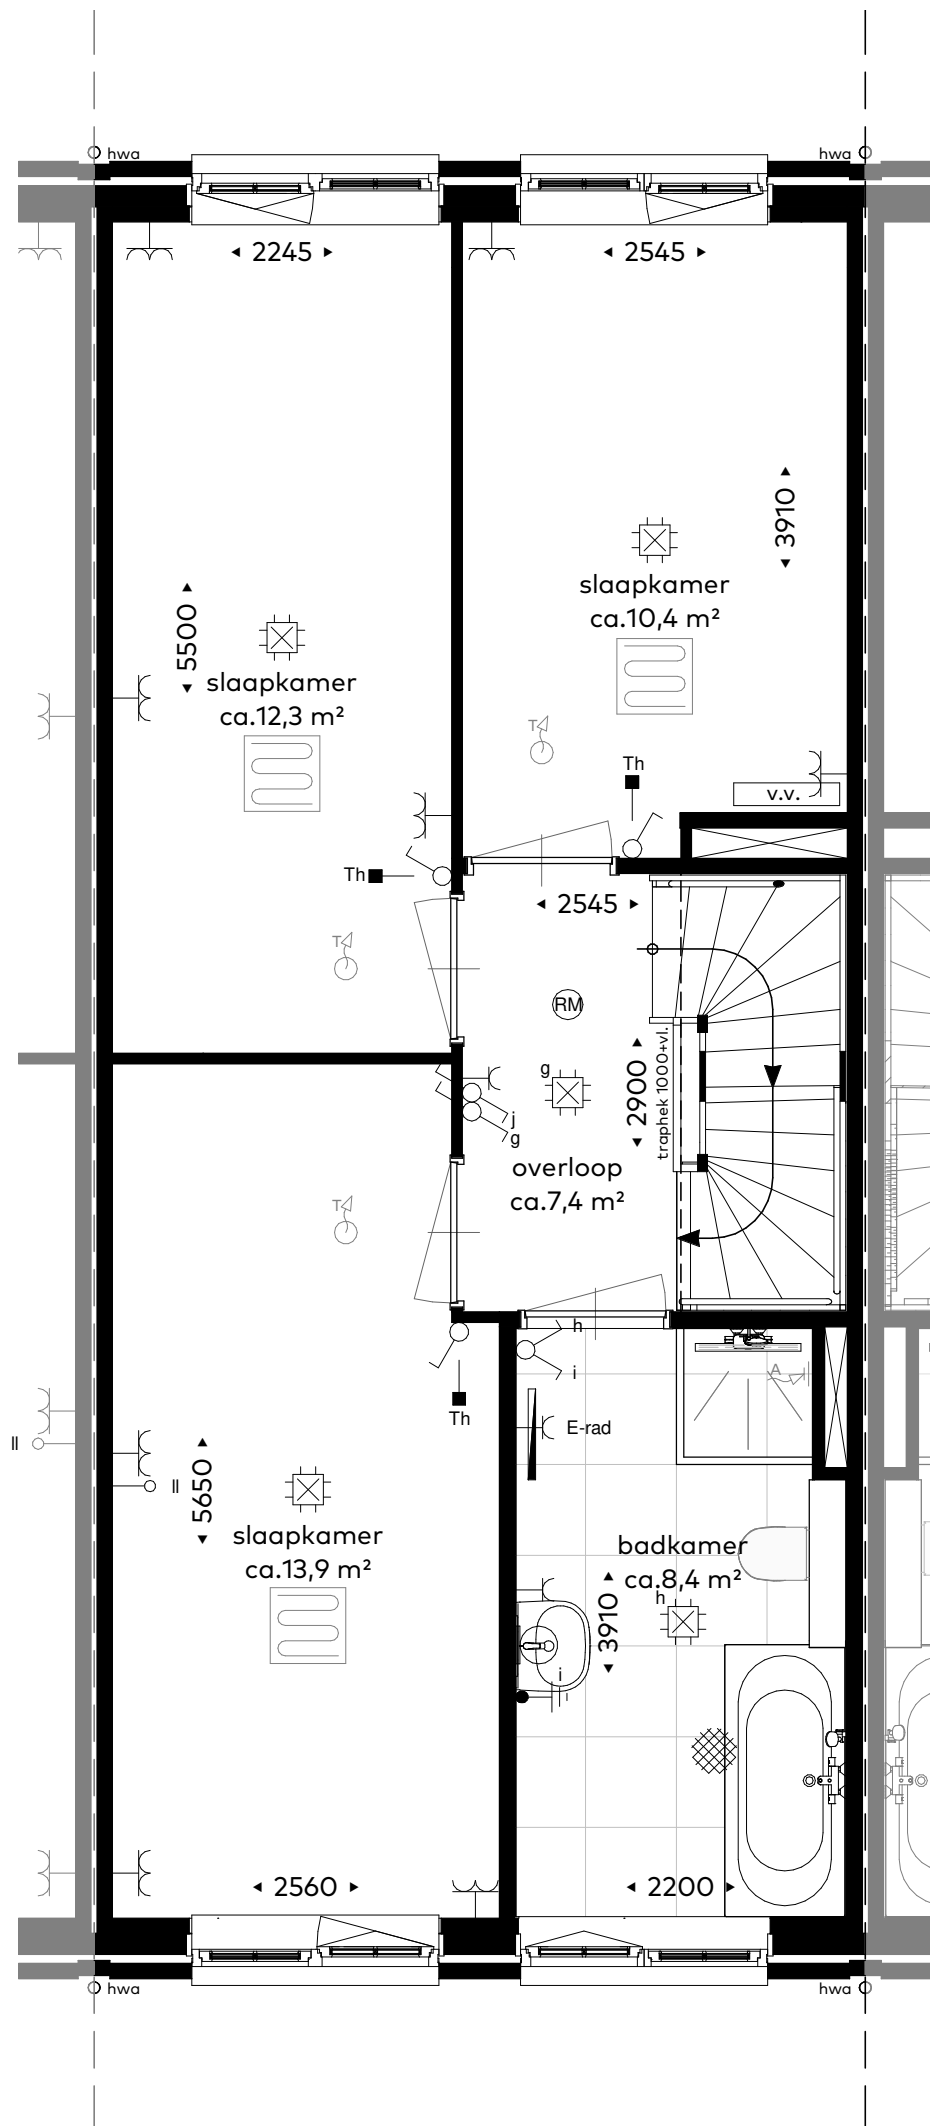 hwa
hwa
2245
2545
3910
slaapkamer
ca.10,4 m²
5500
slaapkamer
ca.12,3 m²
T
Th
v.v.
Th
2545
T
RM
2900
traphek 1000+vl.
g
j
g
overloop
ca.7,4 m²
T
h
i
A
Th
E-rad
II
II
5650
slaapkamer
ca.13,9 m²
badkamer
ca.8,4 m²
h
3910
i
2560
2200
hwa
hwa